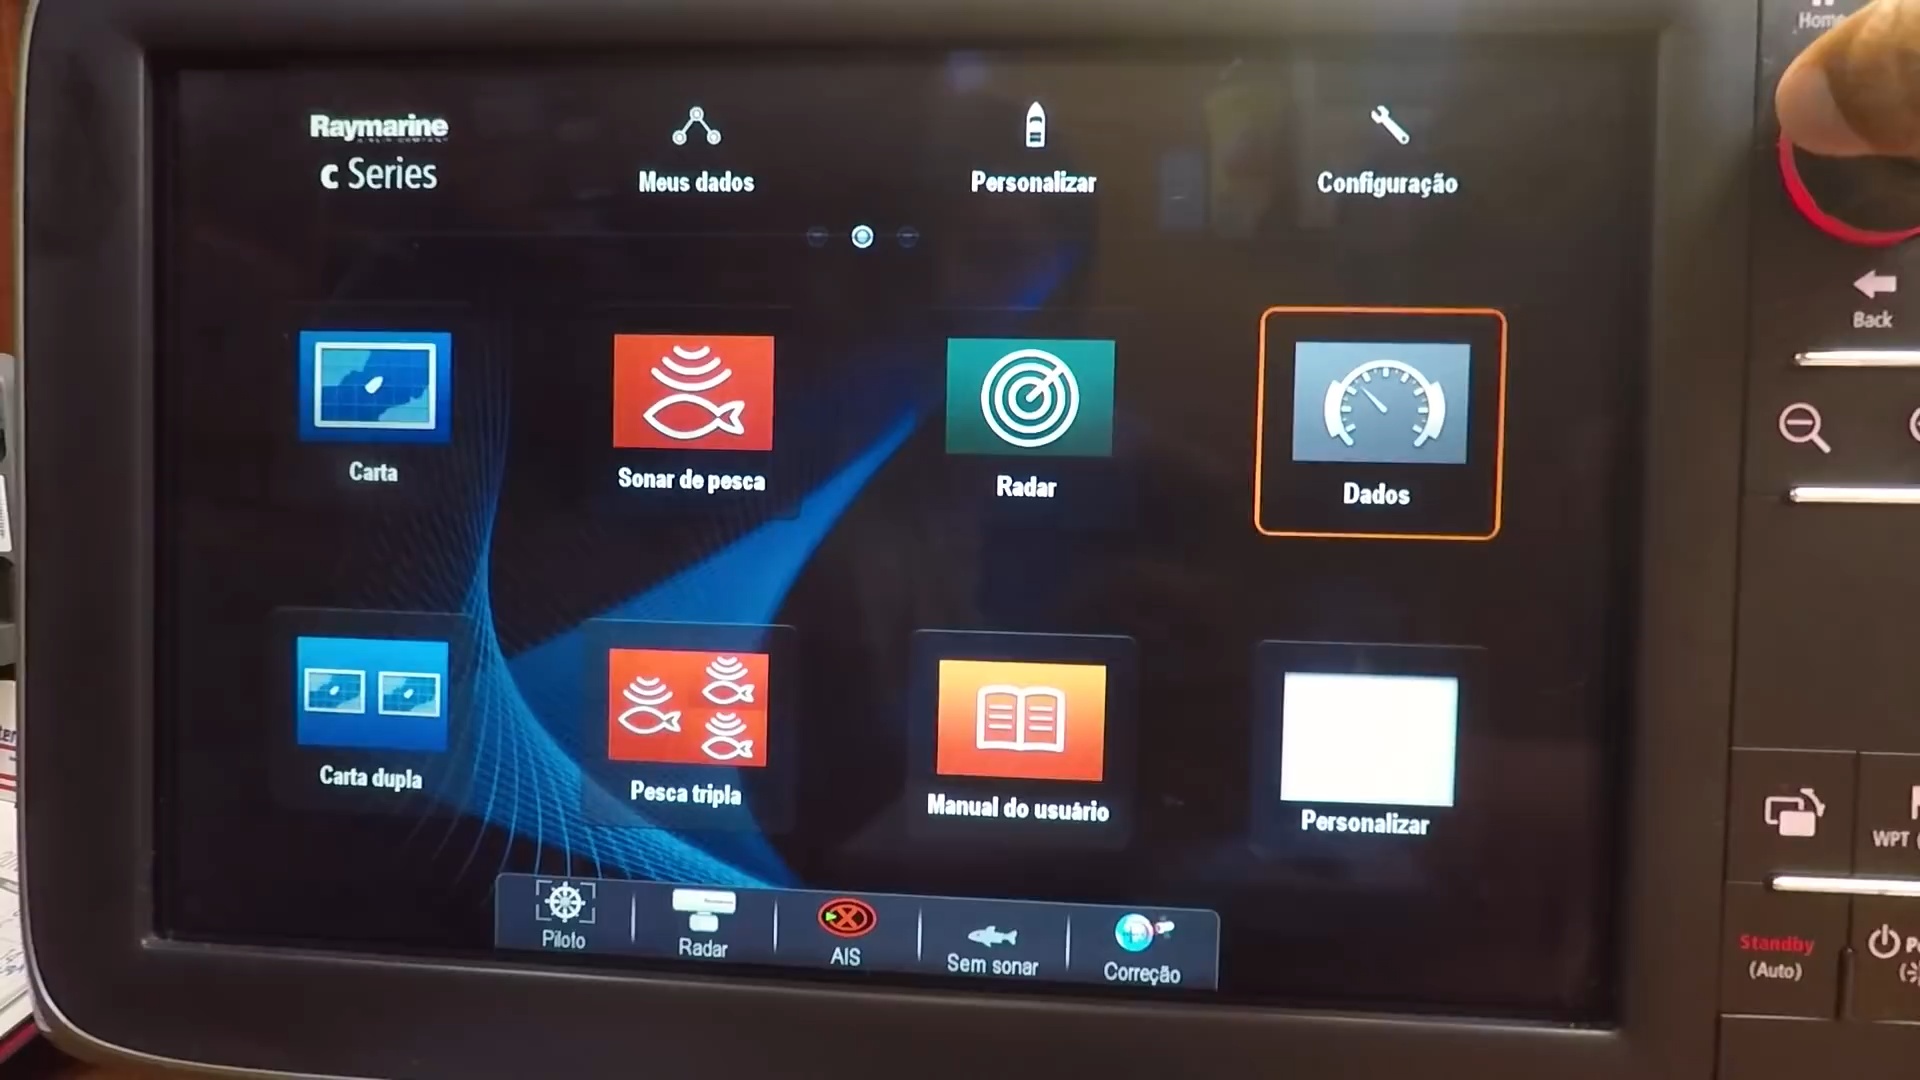 Home
Raymarine
c Series
Meus dados
Personalizar
Configuração
Back
Carta
Sonar de pesca
Radar
Dados
Carta dupla
Pesca tripla
Manual do usuário
Personalizar
WPT
Piloto
Radar
AIS
Sem sonar
Correção
Standby
(Auto)